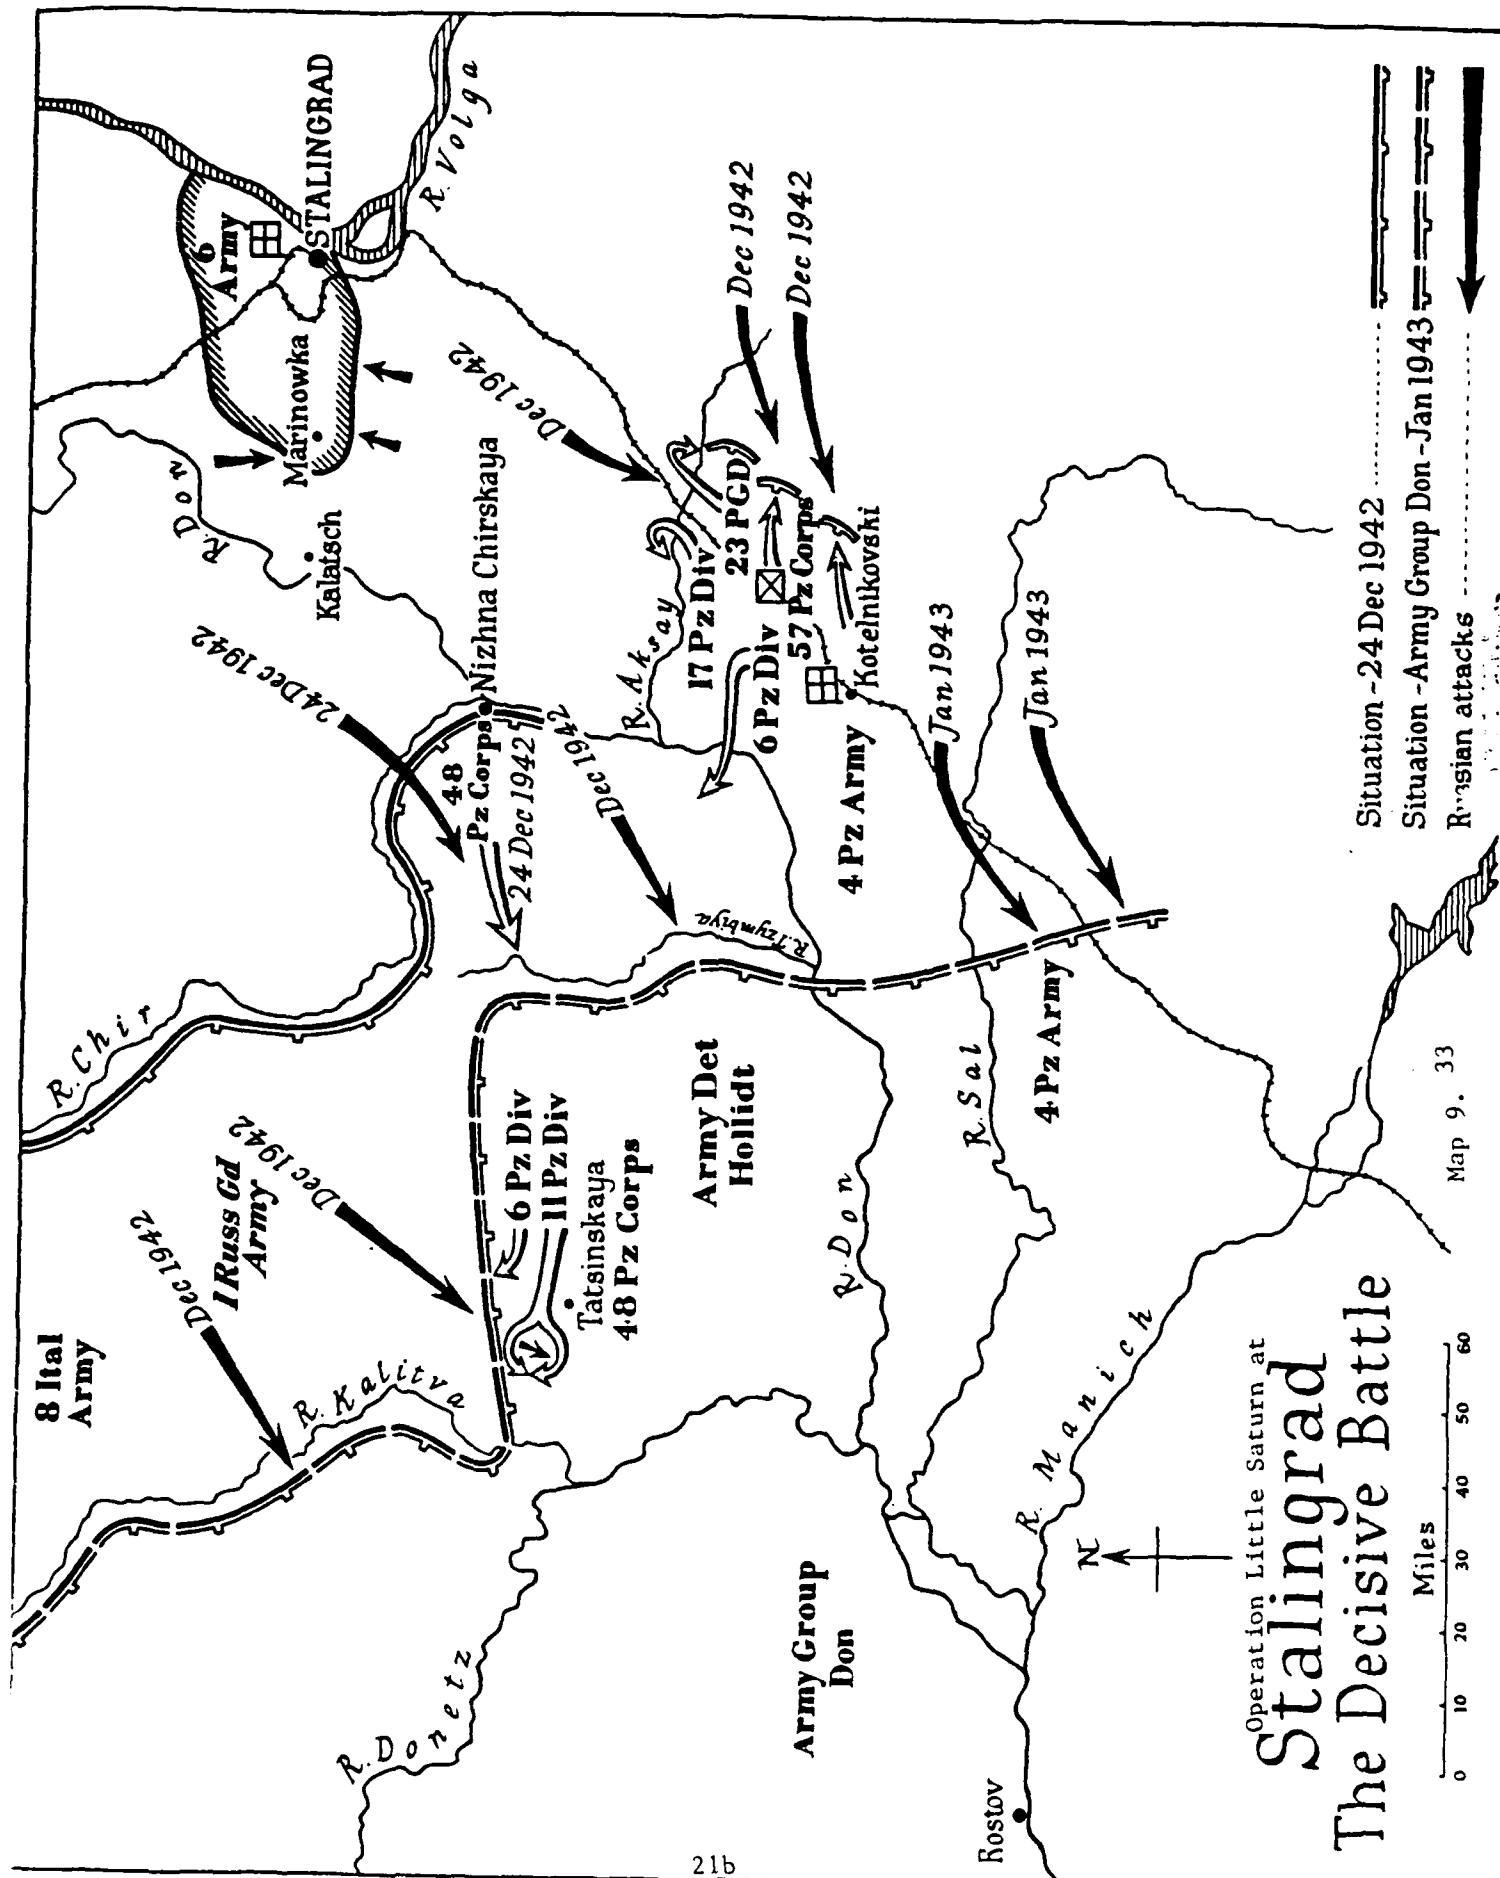 8 Ital
Army
R. Chir
R. Don
6
Army
STALINGRAD
R. Volga
Marinowka
Kalatsch
24 Dec 1942
Nizhna Chirskaya
48
Pz Corps
24 Dec 1942
Dec 1942
Dec 1942
1 Russ Gd
Army
Dec 1942
Dec 1942
R. Kalitva
6 Pz Div
11 Pz Div
Tatsinskaya
48 Pz Corps
Army Det
Hollidt
R. Tzymbiya
R. Aksay
17 Pz Div
23 PGD
6 Pz Div
57 Pz Corps
Dec 1942
Dec 1942
4 Pz Army
Kotelnikovski
Jan 1943
Jan 1943
R. Donetz
R. Don
R. Sal
4 Pz Army
Army Group
Don
R. Manich
Rostov
N
Operation Little Saturn at
Stalingrad
The Decisive Battle
Miles
0 10 20 30 40 50 60
Map 9. 33
Situation - 24 Dec 1942
Situation - Army Group Don - Jan 1943
Russian attacks
21b